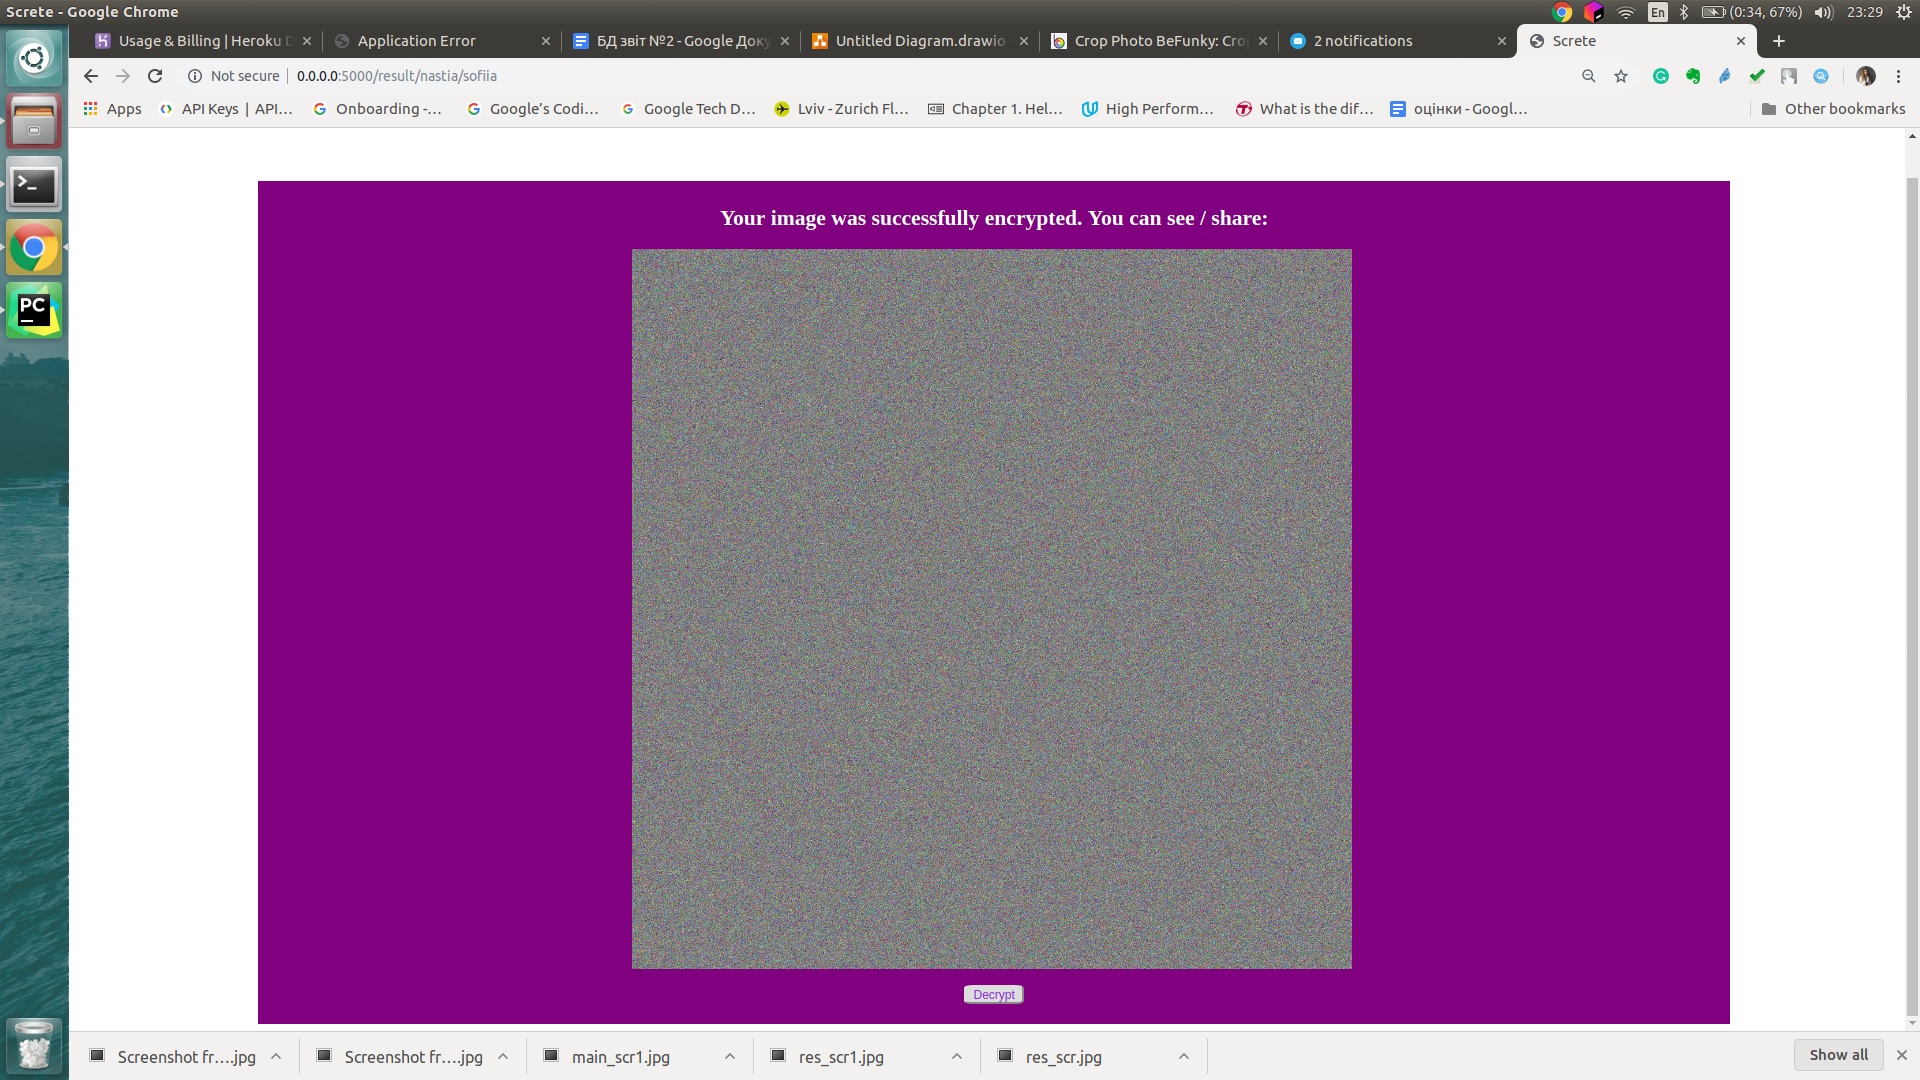 Screte - Google Chrome
En
(0:34, 67%)
23:29
Usage & Billing | Heroku D
Application Error
БД звіт №2 - Google Доку
Untitled Diagram.drawio
Crop Photo BeFunky: Cro
2 notifications
Screte
Not secure
0.0.0.0:5000/result/nastia/sofiia
Apps
API Keys | API...
Onboarding -...
Google's Codi...
Google Tech D...
Lviv - Zurich Fl...
Chapter 1. Hel...
High Perform...
What is the dif...
оцінки - Googl...
Other bookmarks
PC
Your image was successfully encrypted. You can see / share:
Decrypt
Screenshot fr....jpg
Screenshot fr....jpg
main_scr1.jpg
res_scr1.jpg
res_scr.jpg
Show all